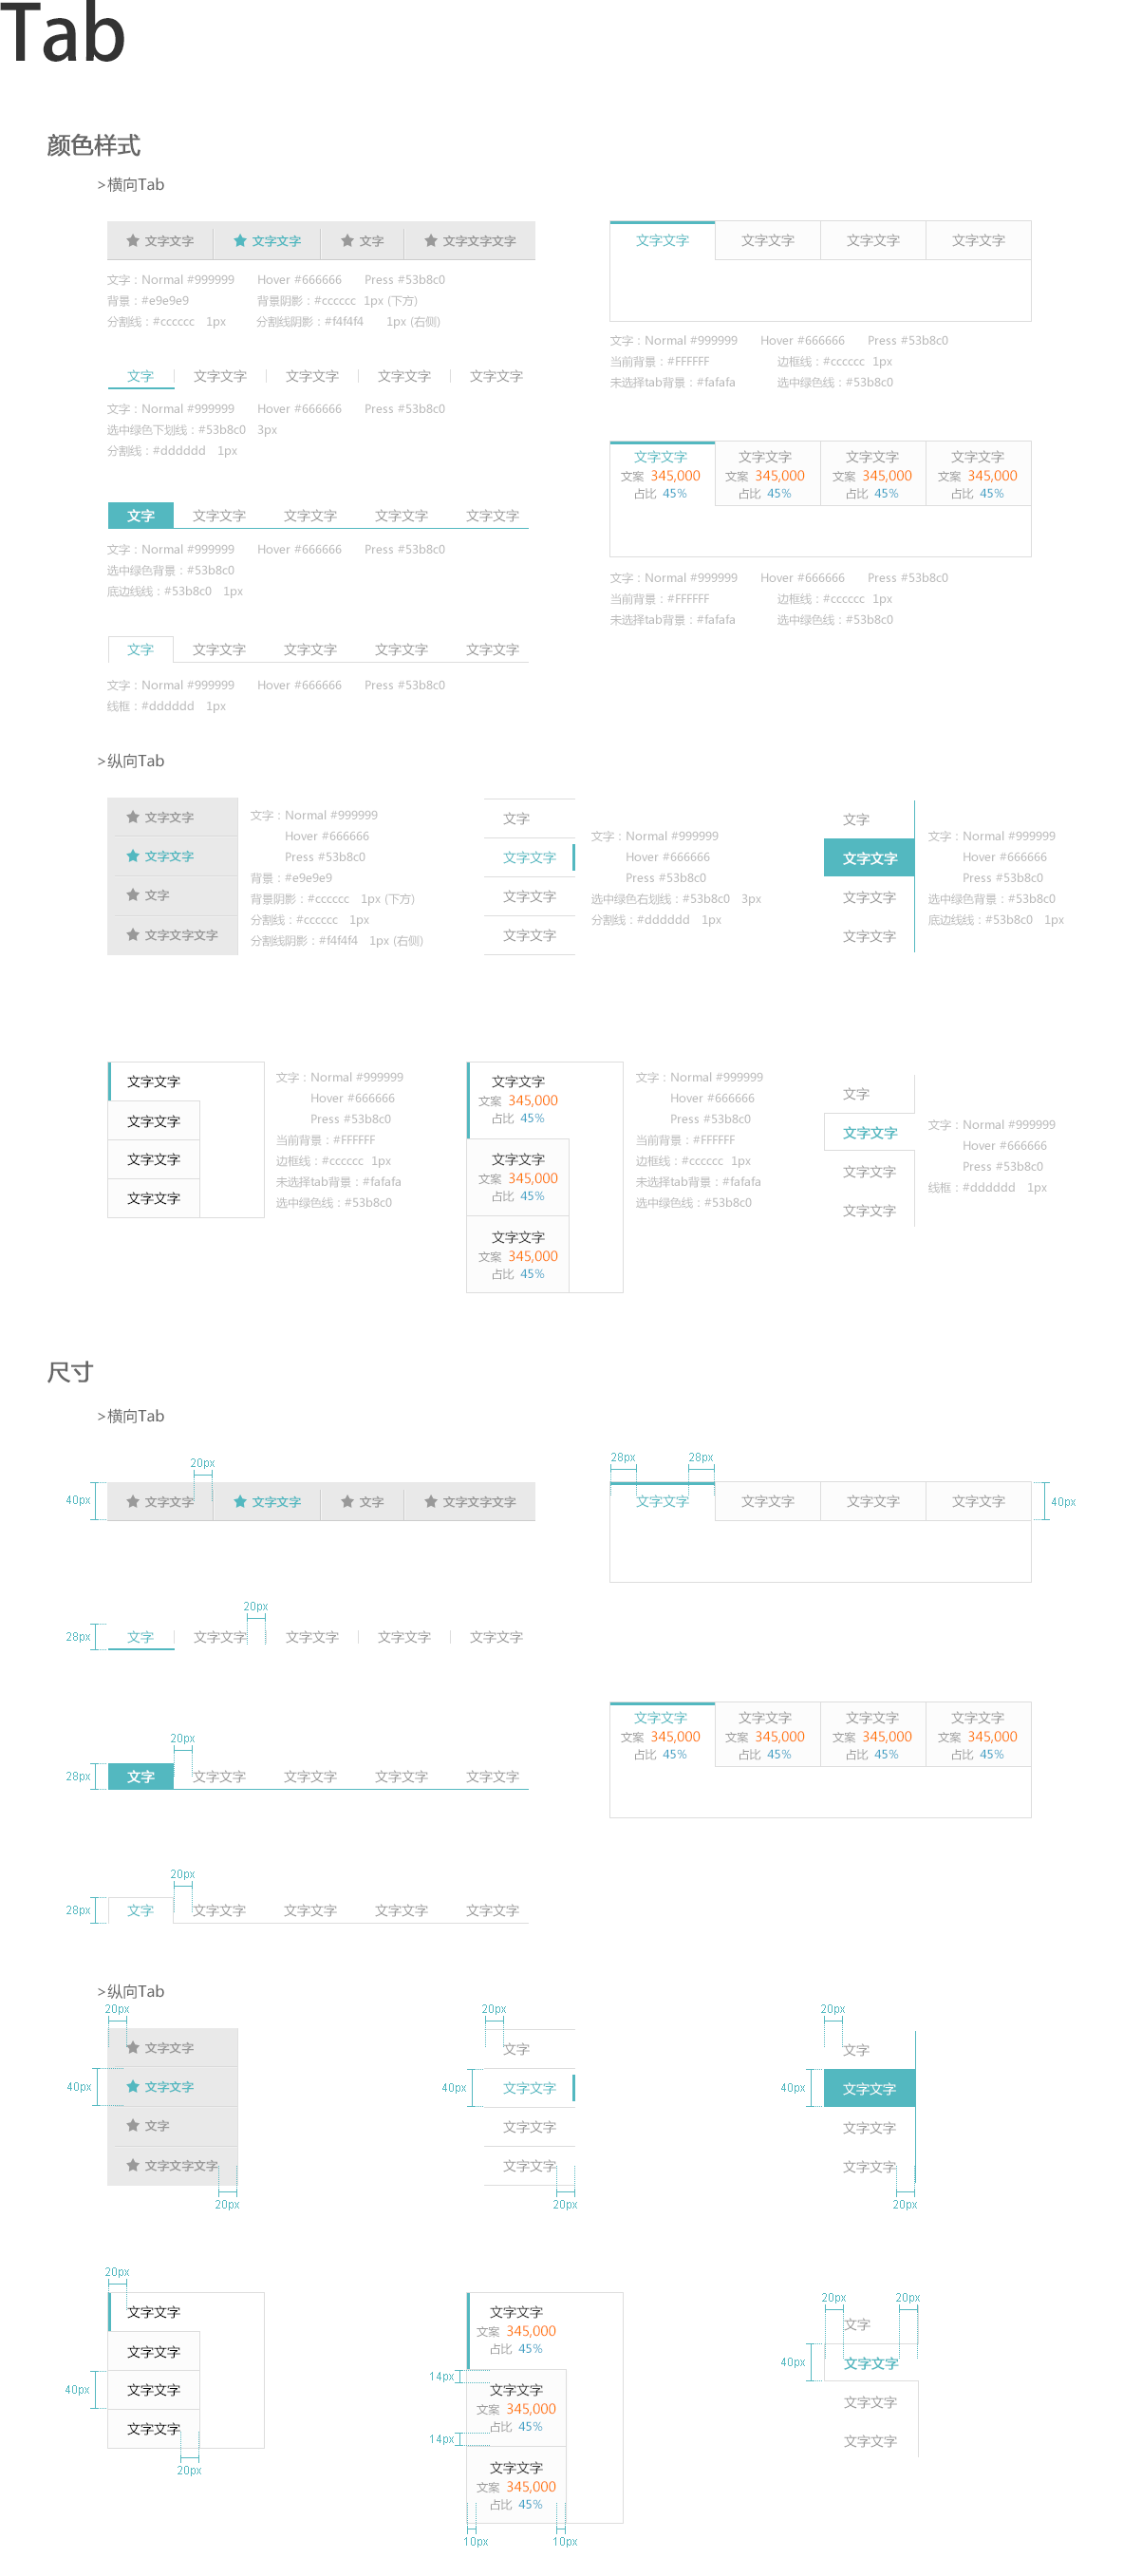 Tab
颜色样式
>横向Tab
文字文字 文字文字 文字 文字文字文字
文字：Normal #999999 Hover #666666 Press #53b8c0
背景：#e9e9e9 背景阴影：#cccccc 1px (下方)
分割线：#cccccc 1px 分割线阴影：#f4f4f4 1px (右侧)
文字文字 文字文字 文字文字 文字文字
文字：Normal #999999 Hover #666666 Press #53b8c0
当前背景：#FFFFFF 边框线：#cccccc 1px
未选择tab背景：#fafafa 选中绿色线：#53b8c0
文字 文字文字 文字文字 文字文字 文字文字
文字：Normal #999999 Hover #666666 Press #53b8c0
选中绿色下划线：#53b8c0 3px
分割线：#dddddd 1px
文字文字 文字文字 文字文字 文字文字
文案 345,000 文案 345,000 文案 345,000 文案 345,000
占比 45% 占比 45% 占比 45% 占比 45%
文字：Normal #999999 Hover #666666 Press #53b8c0
当前背景：#FFFFFF 边框线：#cccccc 1px
未选择tab背景：#fafafa 选中绿色线：#53b8c0
文字 文字文字 文字文字 文字文字 文字文字
文字：Normal #999999 Hover #666666 Press #53b8c0
选中绿色背景：#53b8c0
底边线线：#53b8c0 1px
文字 文字文字 文字文字 文字文字 文字文字
文字：Normal #999999 Hover #666666 Press #53b8c0
线框：#dddddd 1px
>纵向Tab
文字文字
文字文字
文字
文字文字文字
文字：Normal #999999
Hover #666666
Press #53b8c0
背景：#e9e9e9
背景阴影：#cccccc 1px (下方)
分割线：#cccccc 1px
分割线阴影：#f4f4f4 1px (右侧)
文字
文字文字
文字文字
文字文字
文字：Normal #999999
Hover #666666
Press #53b8c0
选中绿色右划线：#53b8c0 3px
分割线：#dddddd 1px
文字
文字文字
文字文字
文字文字
文字：Normal #999999
Hover #666666
Press #53b8c0
选中绿色背景：#53b8c0
底边线线：#53b8c0 1px
文字文字
文字文字
文字文字
文字文字
文字：Normal #999999
Hover #666666
Press #53b8c0
当前背景：#FFFFFF
边框线：#cccccc 1px
未选择tab背景：#fafafa
选中绿色线：#53b8c0
文字文字
文案 345,000
占比 45%
文字文字
文案 345,000
占比 45%
文字文字
文案 345,000
占比 45%
文字：Normal #999999
Hover #666666
Press #53b8c0
当前背景：#FFFFFF
边框线：#cccccc 1px
未选择tab背景：#fafafa
选中绿色线：#53b8c0
文字
文字文字
文字文字
文字文字
文字：Normal #999999
Hover #666666
Press #53b8c0
线框：#dddddd 1px
尺寸
>横向Tab
20px
40px 文字文字 文字文字 文字 文字文字文字
28px 28px
文字文字 文字文字 文字文字 文字文字 40px
20px
28px 文字 文字文字 文字文字 文字文字 文字文字
文字文字 文字文字 文字文字 文字文字
文案 345,000 文案 345,000 文案 345,000 文案 345,000
占比 45% 占比 45% 占比 45% 占比 45%
20px
28px 文字 文字文字 文字文字 文字文字 文字文字
20px
28px 文字 文字文字 文字文字 文字文字 文字文字
>纵向Tab
20px
文字文字
40px 文字文字
文字
文字文字文字
20px
20px
文字
40px 文字文字
文字文字
文字文字
20px
20px
文字
40px 文字文字
文字文字
文字文字
20px
20px
文字文字
文字文字
40px 文字文字
文字文字
20px
文字文字
文案 345,000
占比 45%
14px
文字文字
文案 345,000
占比 45%
14px
文字文字
文案 345,000
占比 45%
10px 10px
20px 20px
文字
40px 文字文字
文字文字
文字文字